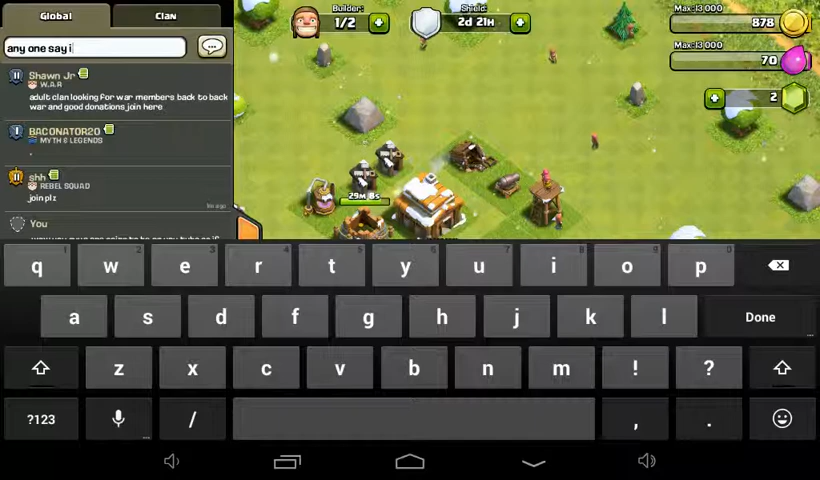 Global
Clan
any one say i
Shawn Jr
W.A.R
adult clan looking for war members back to back
war and good donations join here
BACONATOR20
MYTH & LEGENDS
.
shh
REBEL SQUAD
join plz
You
Builder:
1/2
Shield:
2d 21H
Max:13 000
878
Max:13 000
70
2
29M 8s
q w e r t y u i o p
a s d f g h j k l Done
z x c v b n m ! ?
?123 / , .